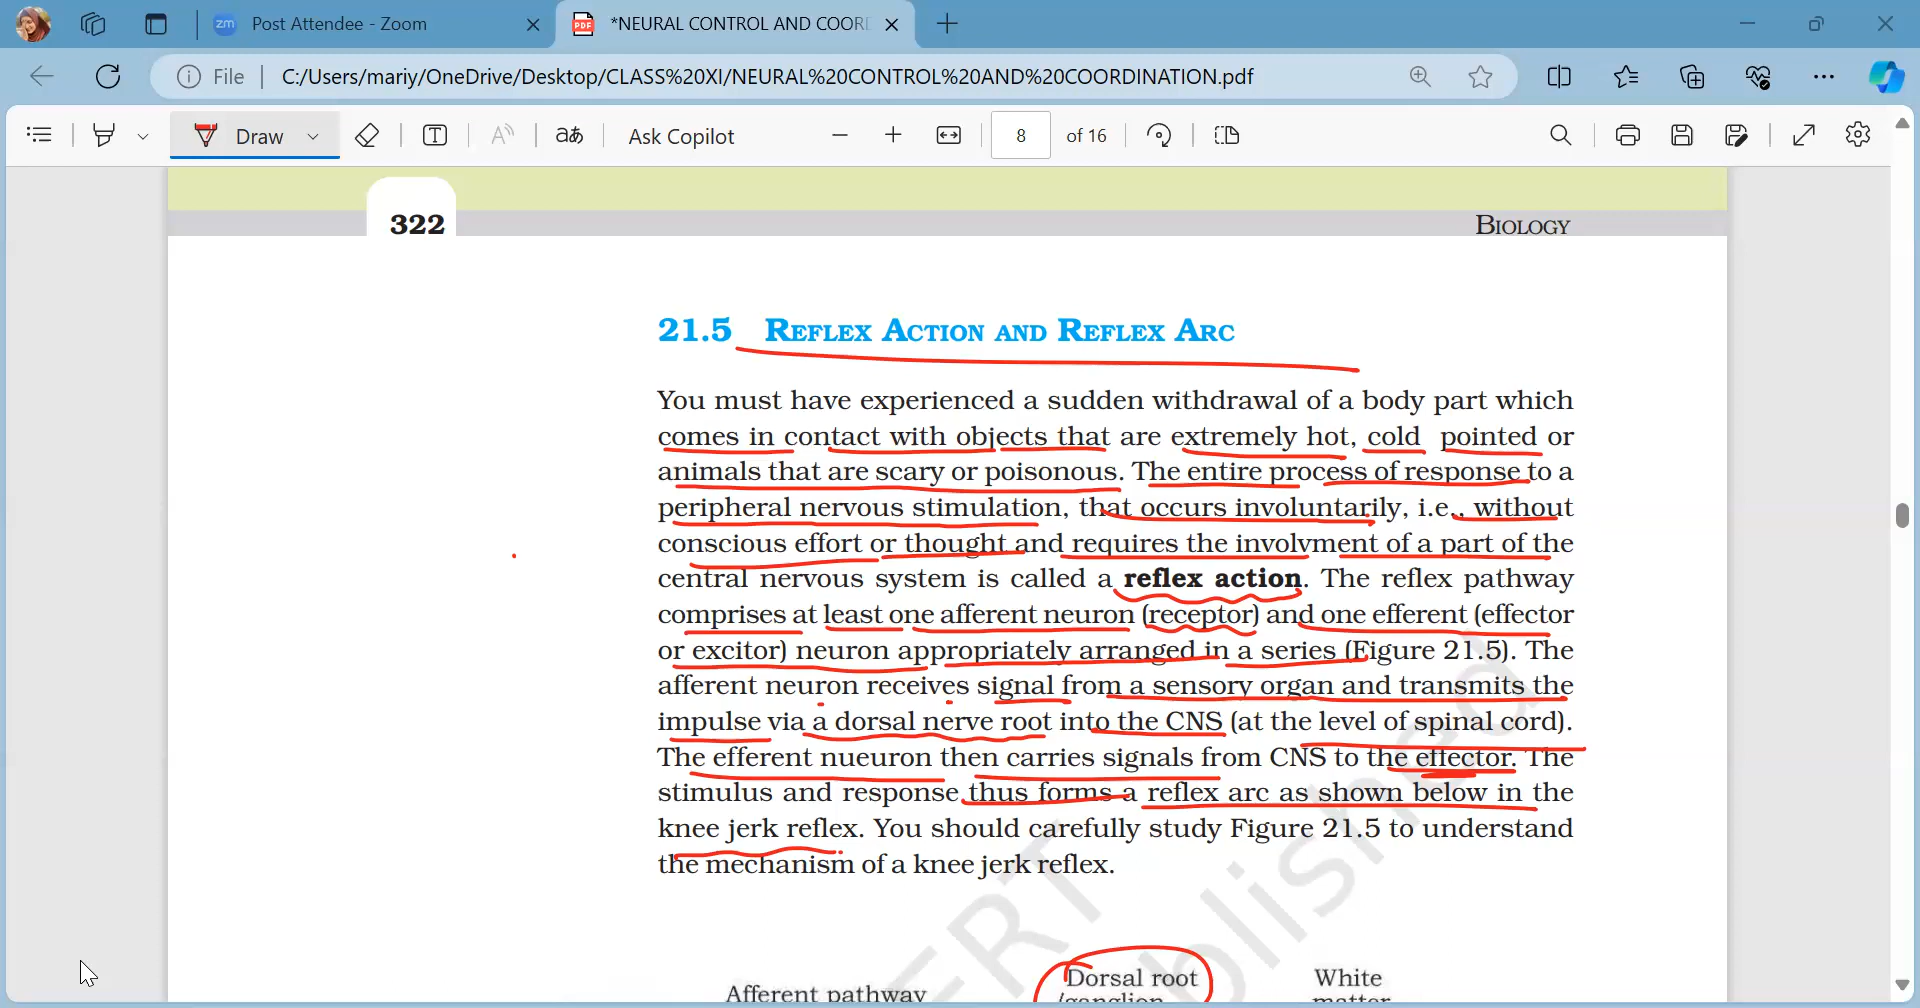 zm Post Attendee - Zoom
PDF *NEURAL CONTROL AND COOR
File
C:/Users/mariy/OneDrive/Desktop/CLASS%20XI/NEURAL%20CONTROL%20AND%20COORDINATION.pdf
Draw
T
A
aあ
Ask Copilot
8 of 16
322
BIOLOGY
21.5 REFLEX ACTION AND REFLEX ARC
You must have experienced a sudden withdrawal of a body part which
comes in contact with objects that are extremely hot, cold pointed or
animals that are scary or poisonous. The entire process of response to a
peripheral nervous stimulation, that occurs involuntarily, i.e., without
conscious effort or thought and requires the involvment of a part of the
central nervous system is called a reflex action. The reflex pathway
comprises at least one afferent neuron (receptor) and one efferent (effector
or excitor) neuron appropriately arranged in a series (Figure 21.5). The
afferent neuron receives signal from a sensory organ and transmits the
impulse via a dorsal nerve root into the CNS (at the level of spinal cord).
The efferent nueuron then carries signals from CNS to the effector. The
stimulus and response thus forms a reflex arc as shown below in the
knee jerk reflex. You should carefully study Figure 21.5 to understand
the mechanism of a knee jerk reflex.
Afferent pathway
Dorsal root
ganglion
White
matter